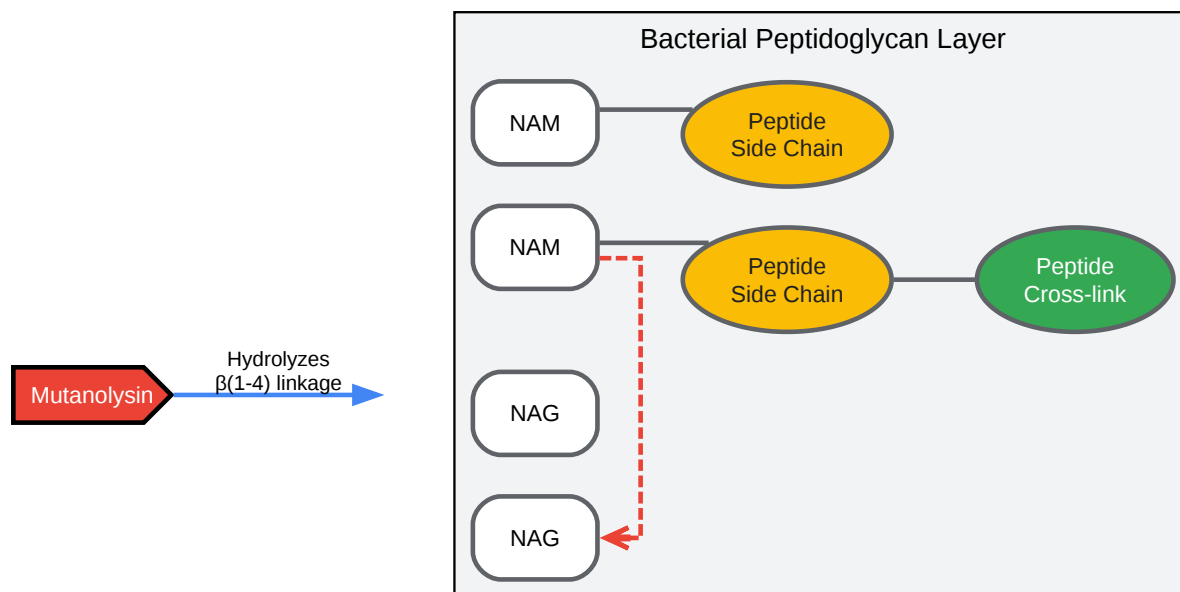 Bacterial Peptidoglycan Layer
NAM
Peptide
Side Chain
NAM
Peptide
Side Chain
Peptide
Cross-link
Hydrolyzes
β(1-4) linkage
Mutanolysin
NAG
NAG